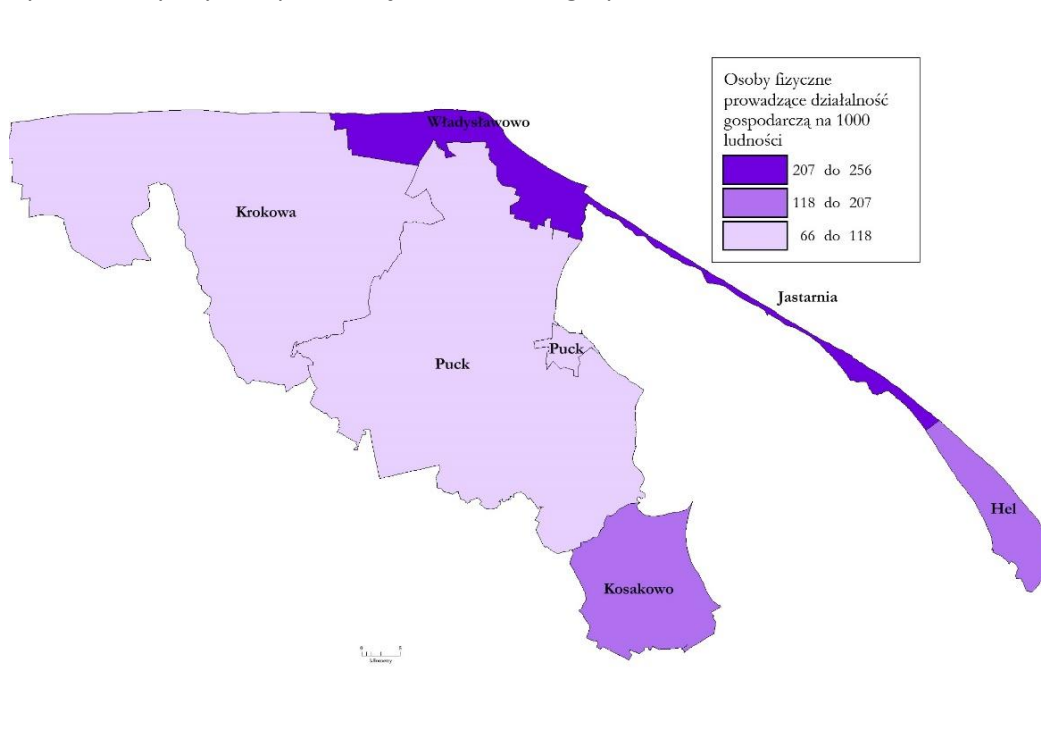 Osoby fizyczne
prowadzące działalność
gospodarczą na 1000
ludności
207 do 256
118 do 207
66 do 118
Władysławowo
Krokowa
Jastarnia
Puck
Puck
Hel
Kosakowo